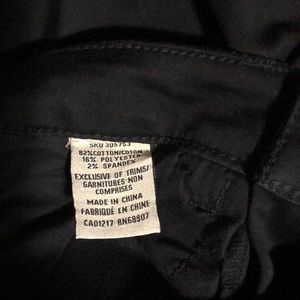 SKU 305753
82%COTTON/COTON
16% POLYESTER
2% SPANDEX
EXCLUSIVE OF TRIMS/
GARNITURES NON
COMPRISES
MADE IN CHINA
FABRIQUÉ EN CHINE
CA01217 RN68907